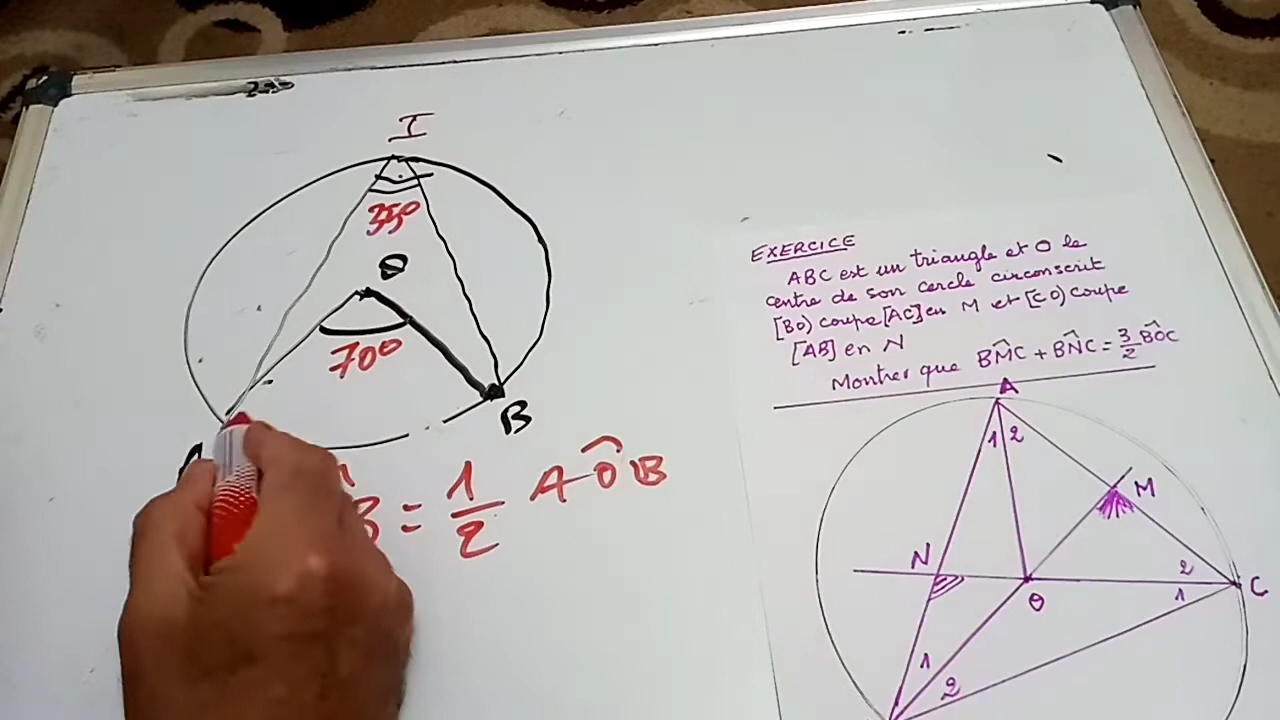 I
35°
O
70°
B
B = 1/2 AÔB
EXERCICE
ABC est un triangle et O le
centre de son cercle circonscrit
[BO) coupe [AC] en M et [CO) coupe
[AB] en N
Montrer que BM̂C + BN̂C = 3/2 BÔC
A
1 2
M
N
2
C
1
O
1
2